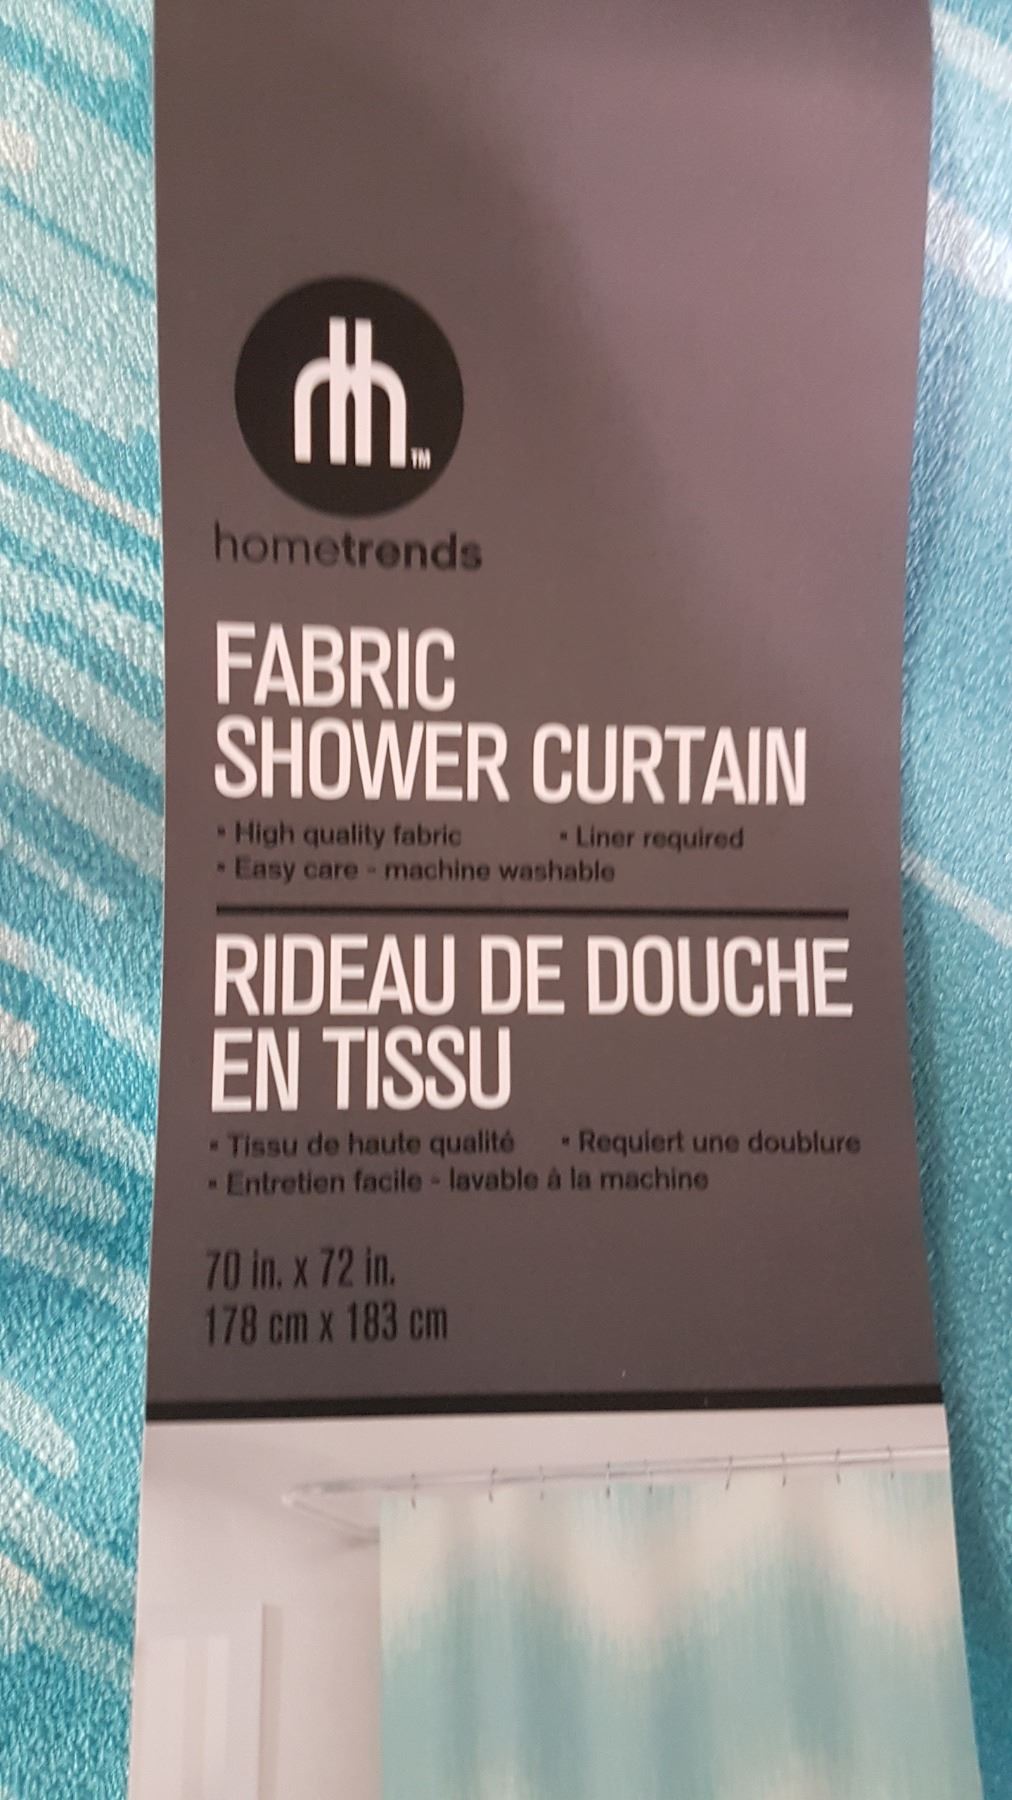 TM
hometrends
FABRIC
SHOWER CURTAIN
• High quality fabric • Liner required
• Easy care - machine washable
RIDEAU DE DOUCHE
EN TISSU
• Tissu de haute qualité • Requiert une doublure
• Entretien facile - lavable à la machine
70 in. x 72 in.
178 cm x 183 cm